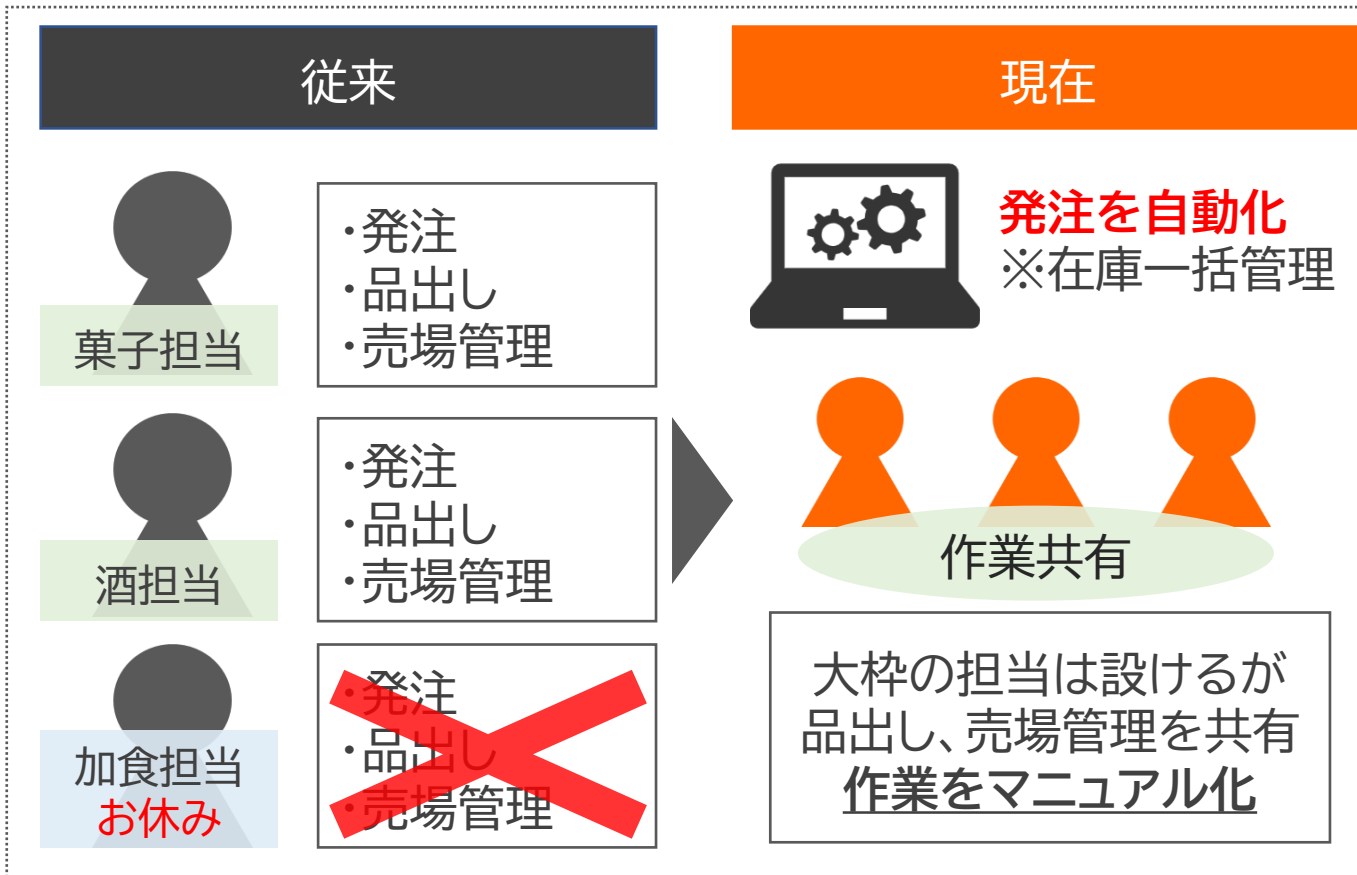 従来
菓子担当
・発注
・品出し
・売場管理
酒担当
・発注
・品出し
・売場管理
加食担当
お休み
・発注
・品出し
・売場管理
現在
発注を自動化
※在庫一括管理
作業共有
大枠の担当は設けるが
品出し、売場管理を共有
作業をマニュアル化